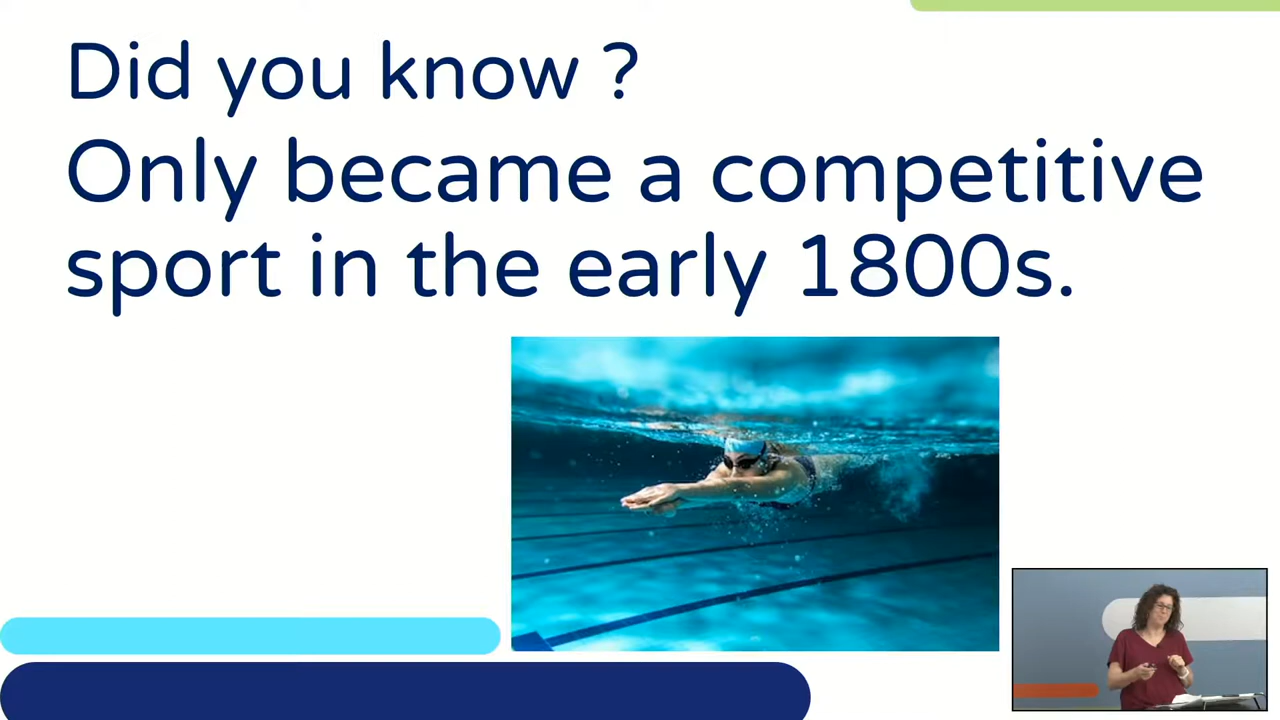 Did you know ?
Only became a competitive
sport in the early 1800s.